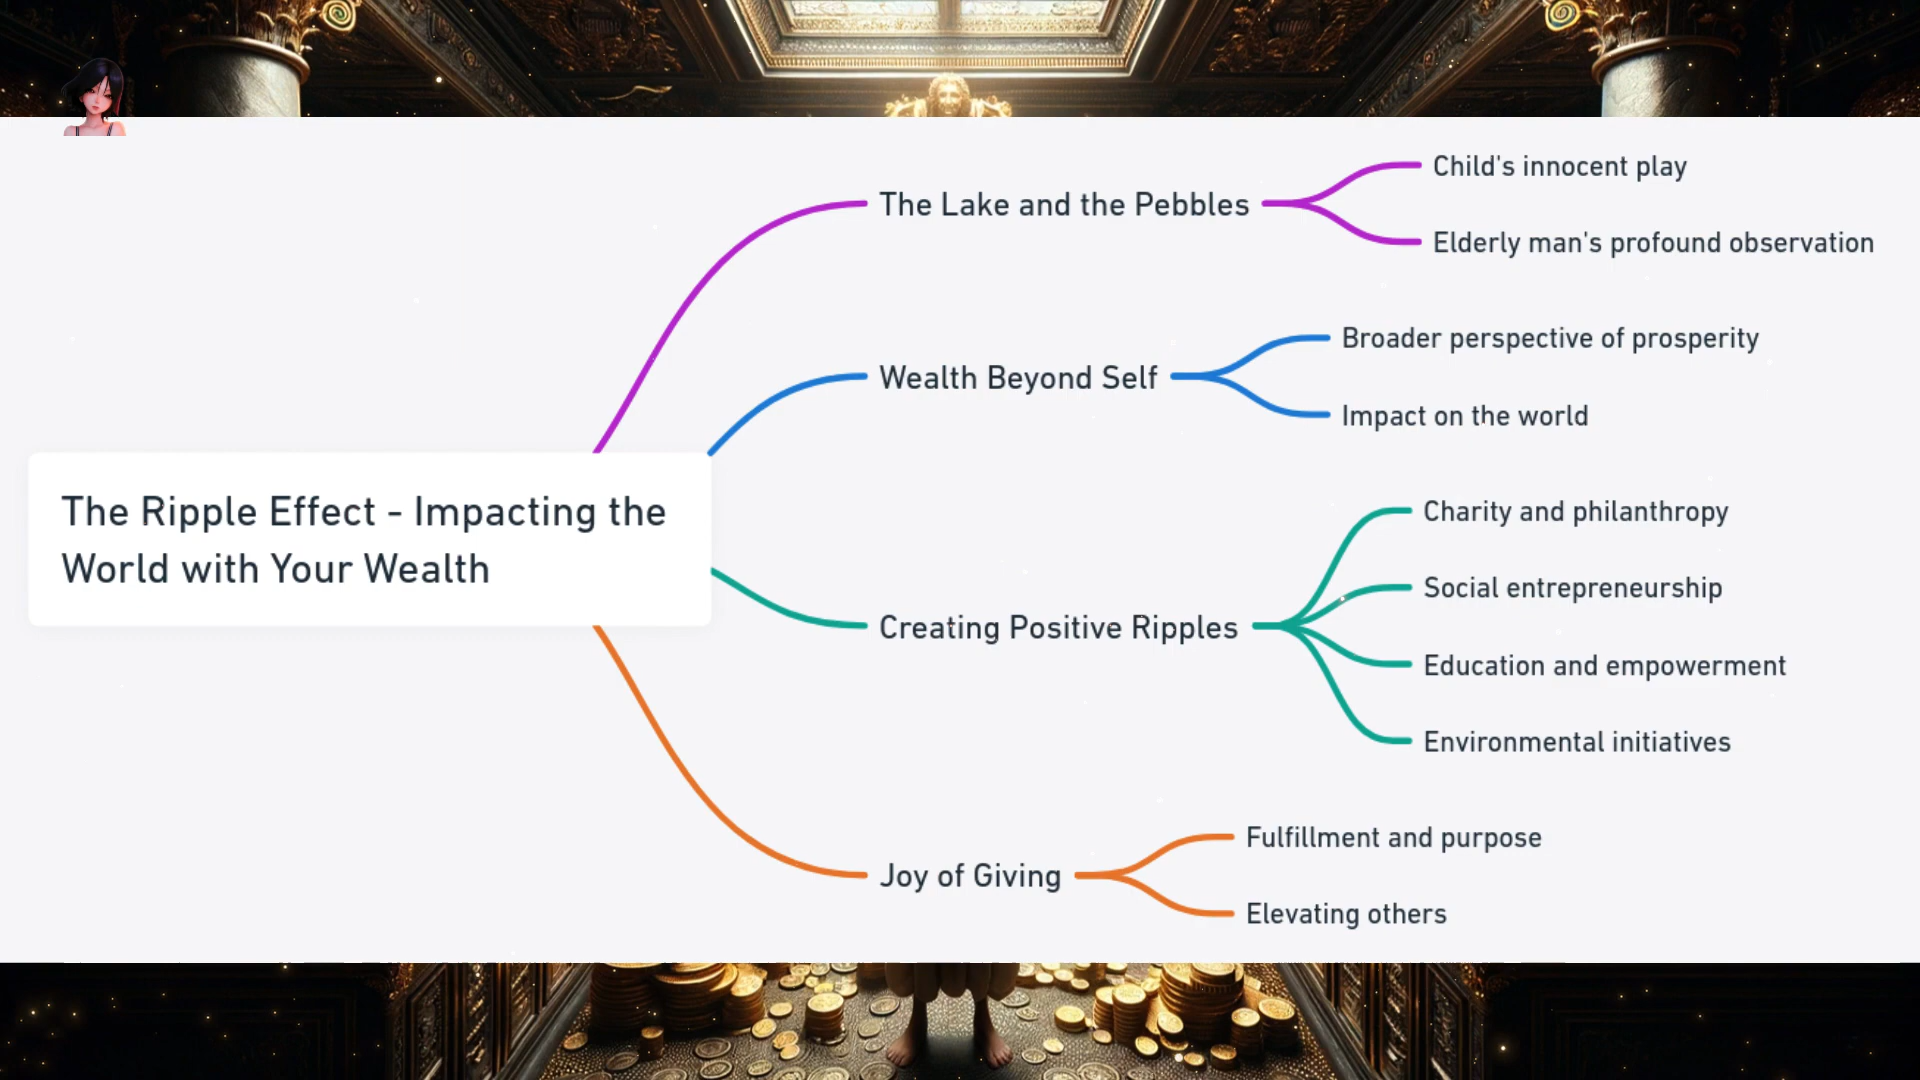 The Ripple Effect - Impacting the
World with Your Wealth
The Lake and the Pebbles
Child's innocent play
Elderly man's profound observation
Wealth Beyond Self
Broader perspective of prosperity
Impact on the world
Creating Positive Ripples
Charity and philanthropy
Social entrepreneurship
Education and empowerment
Environmental initiatives
Joy of Giving
Fulfillment and purpose
Elevating others